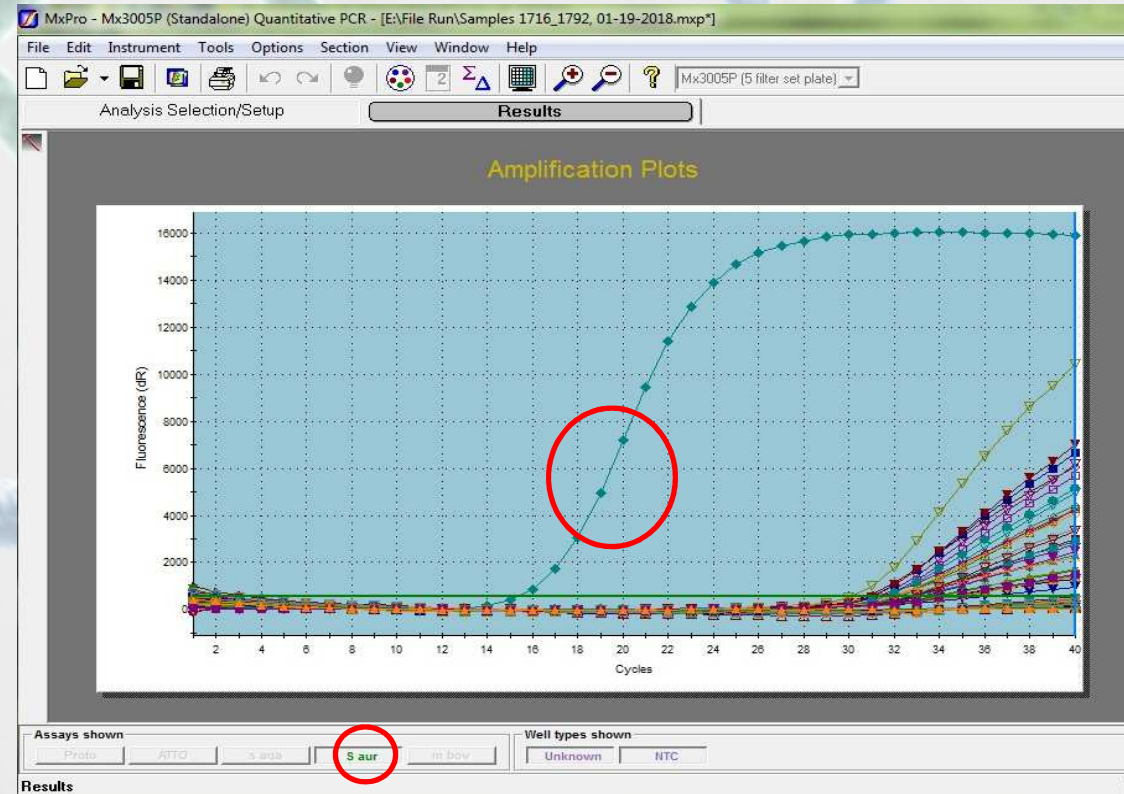 MxPro - Mx3005P (Standalone) Quantitative PCR - [E:\File Run\Samples 1716_1792, 01-19-2018.mxp*]
File Edit Instrument Tools Options Section View Window Help
Mx3005P (5 filter set plate)
Analysis Selection/Setup Results
Amplification Plots
16000
14000
12000
10000
8000
6000
4000
2000
0
Fluorescence (dR)
2 4 6 8 10 12 14 16 18 20 22 24 26 28 30 32 34 36 38 40
Cycles
Assays shown Well types shown
Proto ATTO s aga S aur m bov Unknown NTC
Results